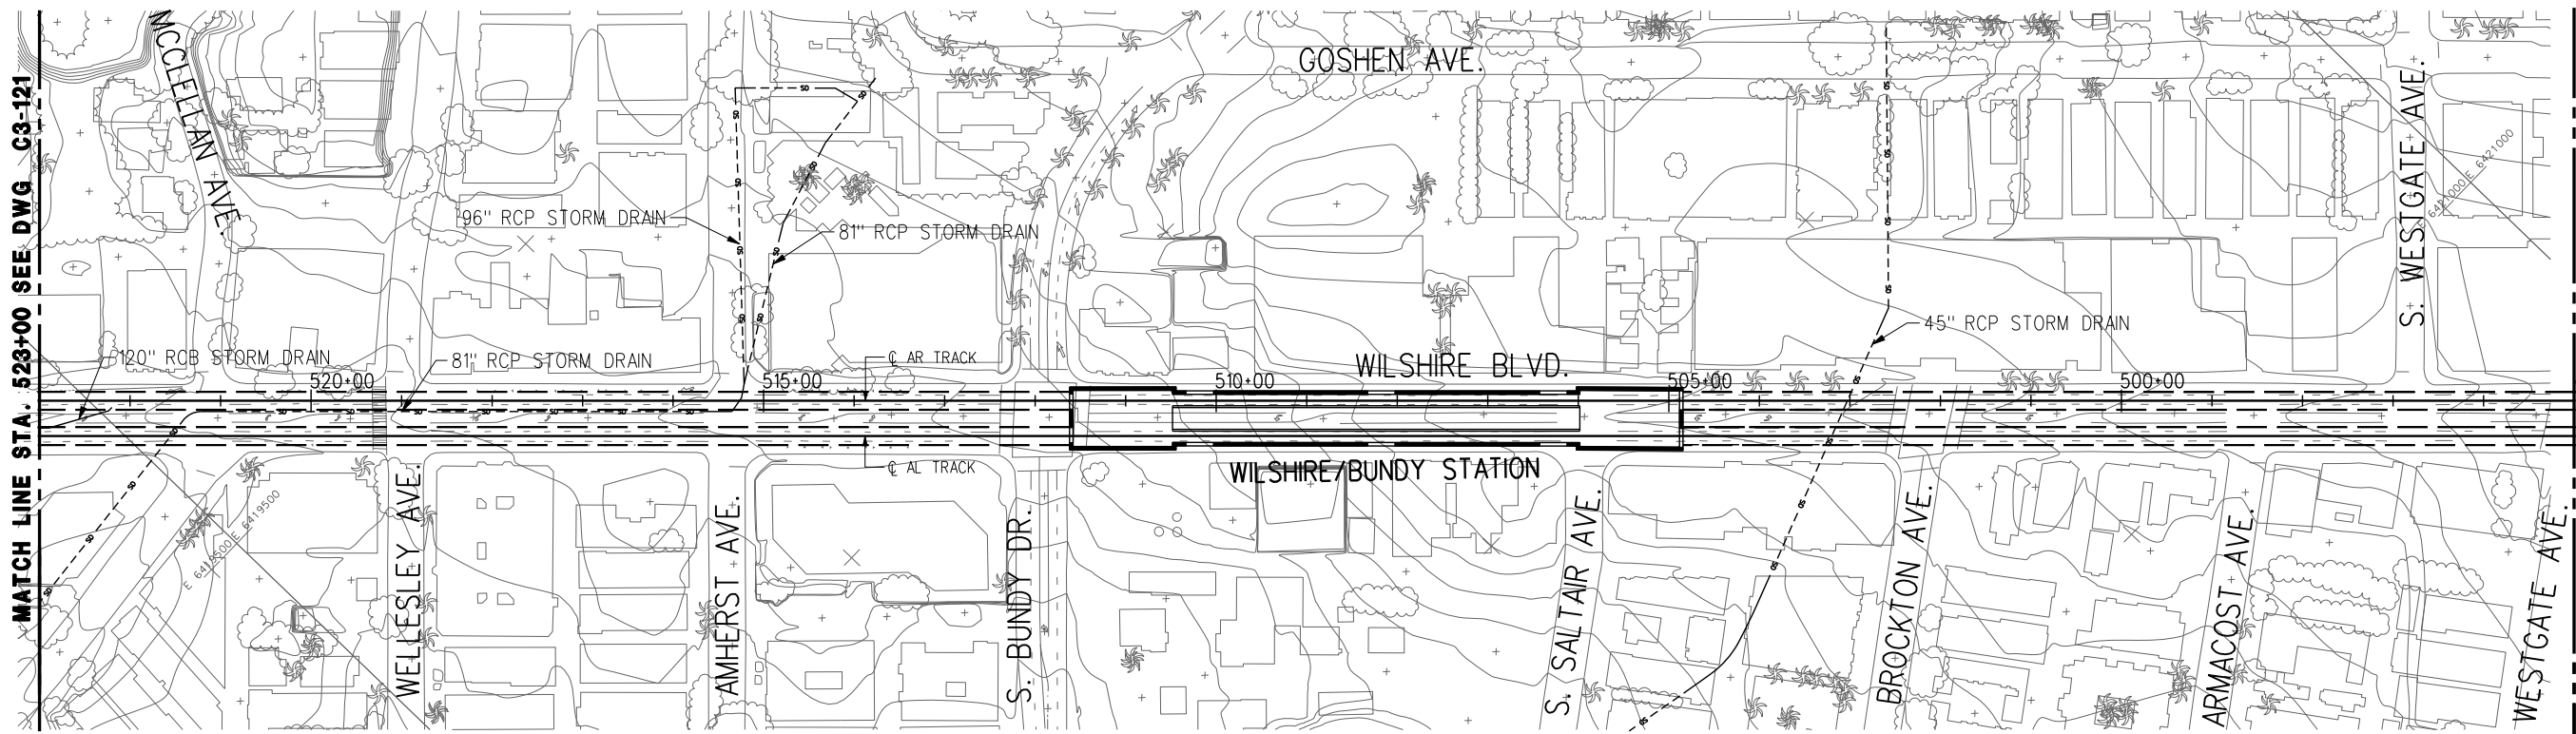 MATCH LINE STA. 523+00 SEE DWG C3-121
MCCLELLAN AVE.
GOSHEN AVE.
S. WESTGATE AVE.
E 6421000
96" RCP STORM DRAIN
81" RCP STORM DRAIN
45" RCP STORM DRAIN
120" RCB STORM DRAIN
81" RCP STORM DRAIN
℄ AR TRACK
WILSHIRE BLVD.
520+00
515+00
510+00
505+00
500+00
℄ AL TRACK
WILSHIRE/BUNDY STATION
E 6419500 E 6419500
WELLESLEY AVE.
AMHERST AVE.
S. BUNDY DR.
S. SALTAIR AVE.
BROCKTON AVE.
ARMACOST AVE.
WESTGATE AVE.